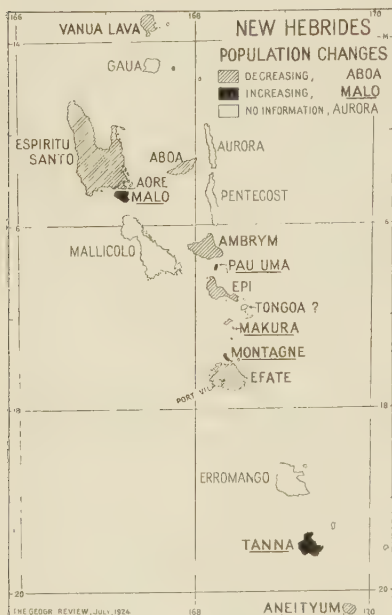 166
168
170
NEW HEBRIDES
POPULATION CHANGES
DECREASING, ABOA
INCREASING, MALO
NO INFORMATION, AURORA
VANUA LAVA
14
GAUA
ESPIRITU
SANTO
ABOA
AURORA
AORE
MALO
PENTECOST
MALLICOLO
AMBRYM
PAU UMA
EPI
TONGOA ?
MAKURA
MONTAGNE
EFATE
PORT VILA
18
18
ERROMANGO
TANNA
20
20
THE GEOGR REVIEW, JULY, 1924
168
ANEITYUM